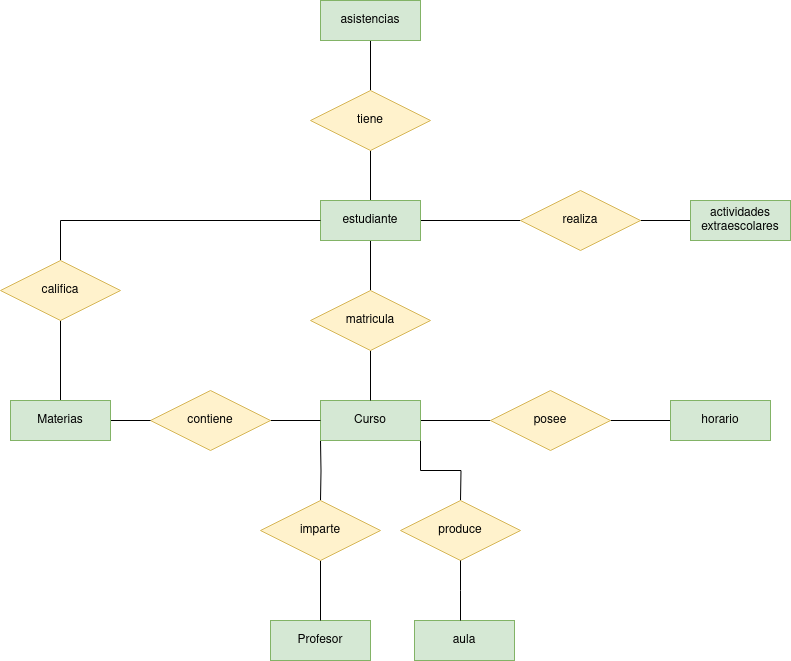 asistencias
tiene
estudiante
realiza
actividades
extraescolares
califica
matricula
Materias
contiene
Curso
posee
horario
imparte
produce
Profesor
aula